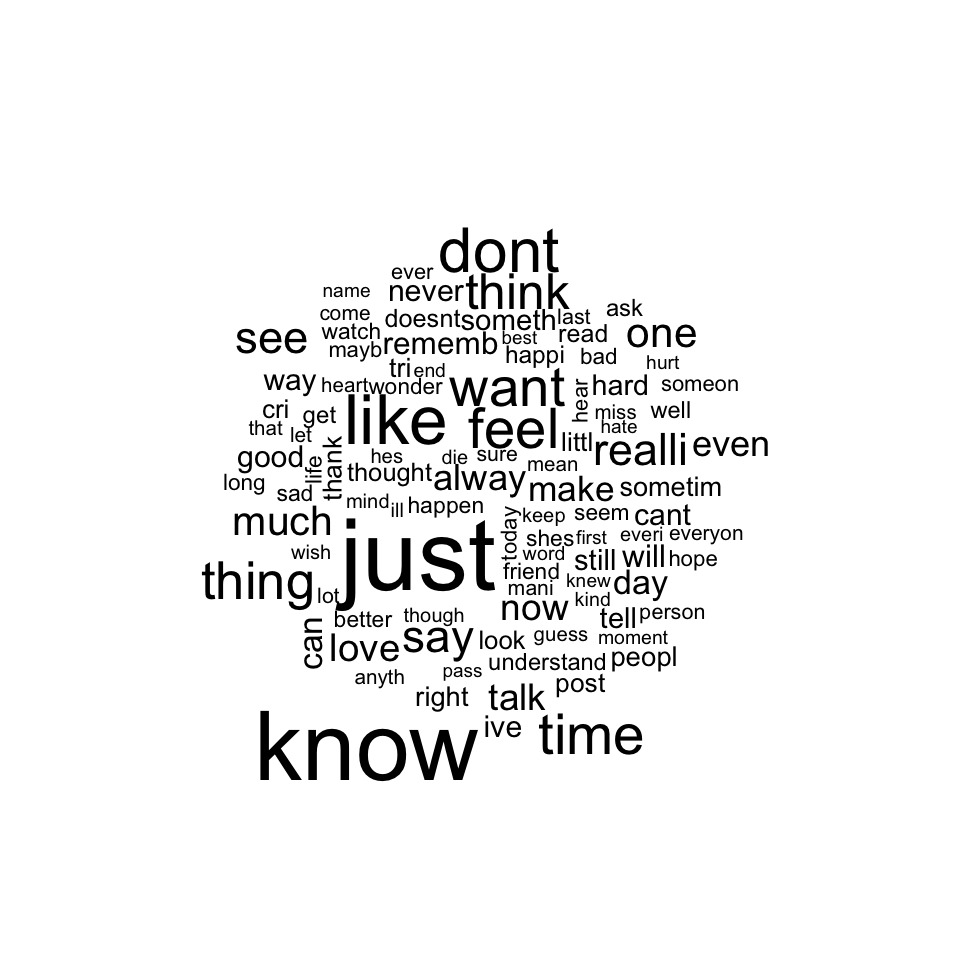 dont
ever
name never think
come watch doesnt someth last ask
see mayb rememb best read one
happi bad hurt
tri end
way heart wonder want hear hard someon
cri get like feel miss well
that let hate
good life thank hes die sure littl realli even
long thought alway mean
sad mind ill happen make sometim
much just today keep seem cant
wish shes first everi everyon
word still will hope
thing lot friend mani knew day
kind
better though now tell person
can love say look guess moment
understand peopl
anyth pass post
right talk
know ive time